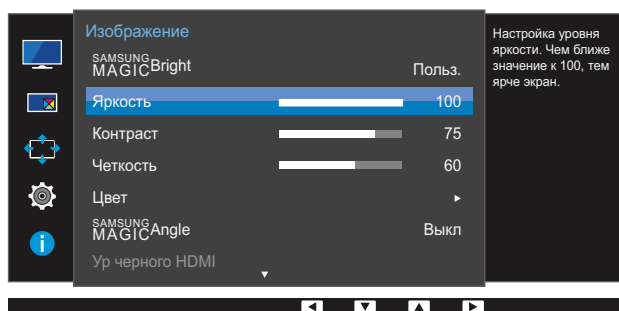 Изображение
SAMSUNG
MAGICBright Польз.
Яркость 100
Контраст 75
Четкость 60
Цвет
SAMSUNG
MAGICAngle Выкл
Ур черного HDMI
Настройка уровня
яркости. Чем ближе
значение к 100, тем
ярче экран.